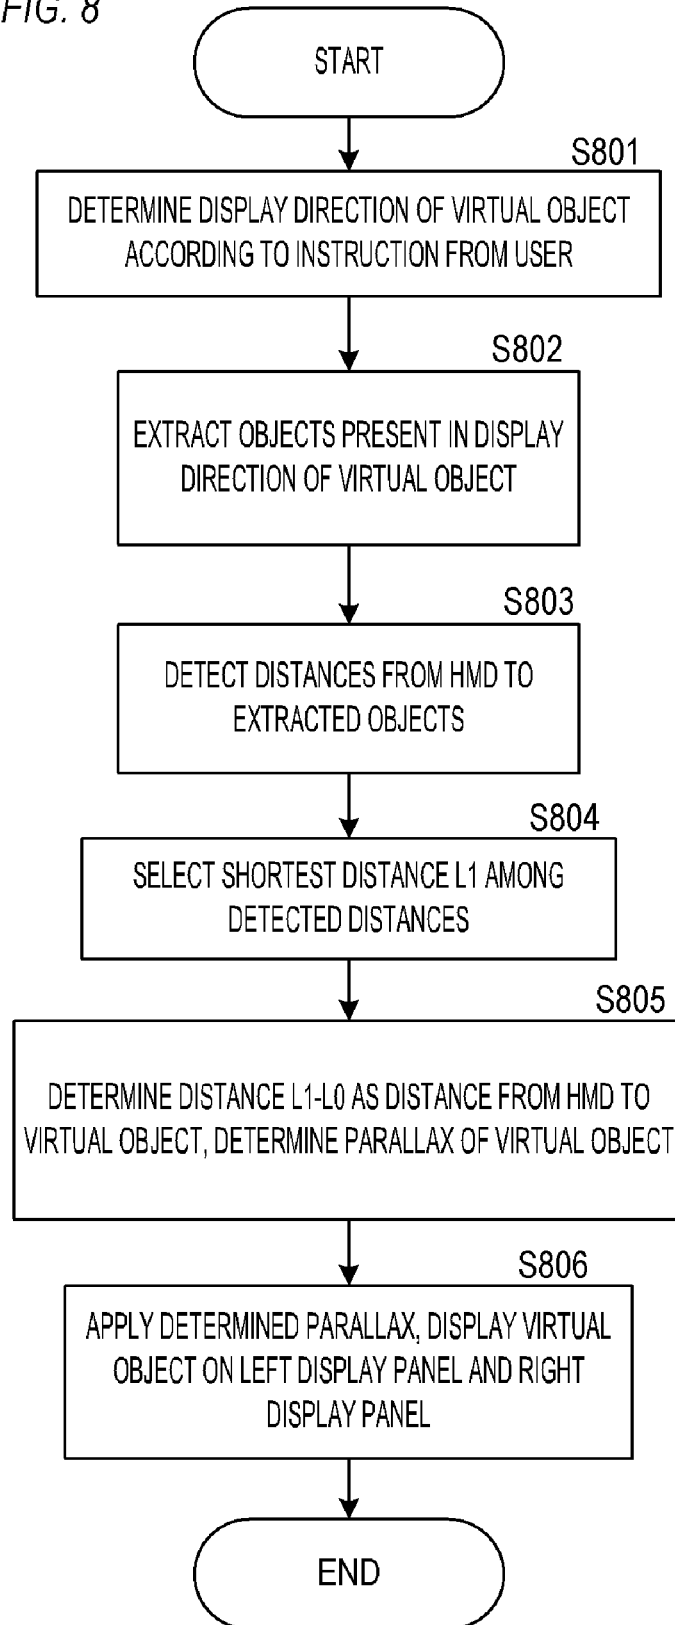 FIG. 8
START
S801
DETERMINE DISPLAY DIRECTION OF VIRTUAL OBJECT
ACCORDING TO INSTRUCTION FROM USER
S802
EXTRACT OBJECTS PRESENT IN DISPLAY
DIRECTION OF VIRTUAL OBJECT
S803
DETECT DISTANCES FROM HMD TO
EXTRACTED OBJECTS
S804
SELECT SHORTEST DISTANCE L1 AMONG
DETECTED DISTANCES
S805
DETERMINE DISTANCE L1-L0 AS DISTANCE FROM HMD TO
VIRTUAL OBJECT, DETERMINE PARALLAX OF VIRTUAL OBJECT
S806
APPLY DETERMINED PARALLAX, DISPLAY VIRTUAL
OBJECT ON LEFT DISPLAY PANEL AND RIGHT
DISPLAY PANEL
END